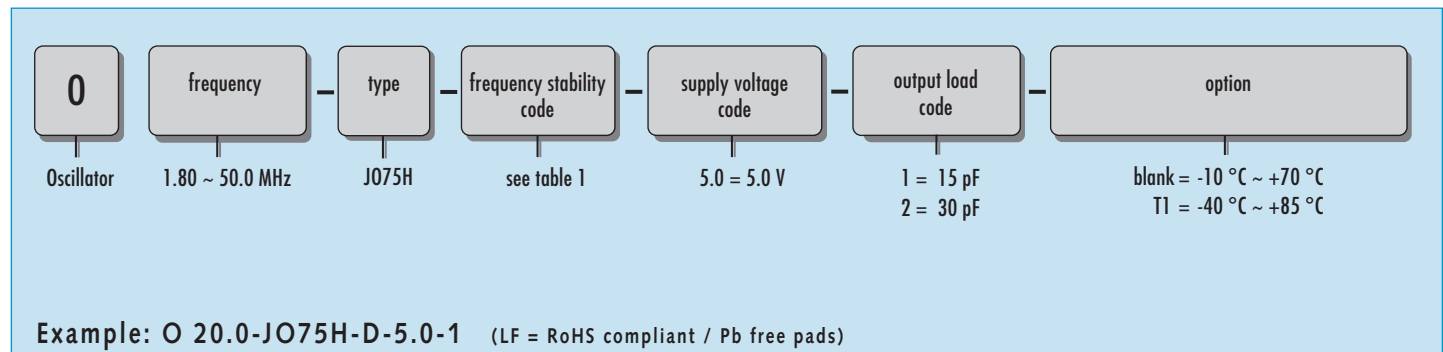 O
frequency
–
type
–
frequency stability
code
–
supply voltage
code
–
output load
code
–
option
Oscillator
1.80 ~ 50.0 MHz
JO75H
see table 1
5.0 = 5.0 V
1 = 15 pF
2 = 30 pF
blank = -10 °C ~ +70 °C
T1 = -40 °C ~ +85 °C
Example: O 20.0-JO75H-D-5.0-1 (LF = RoHS compliant / Pb free pads)